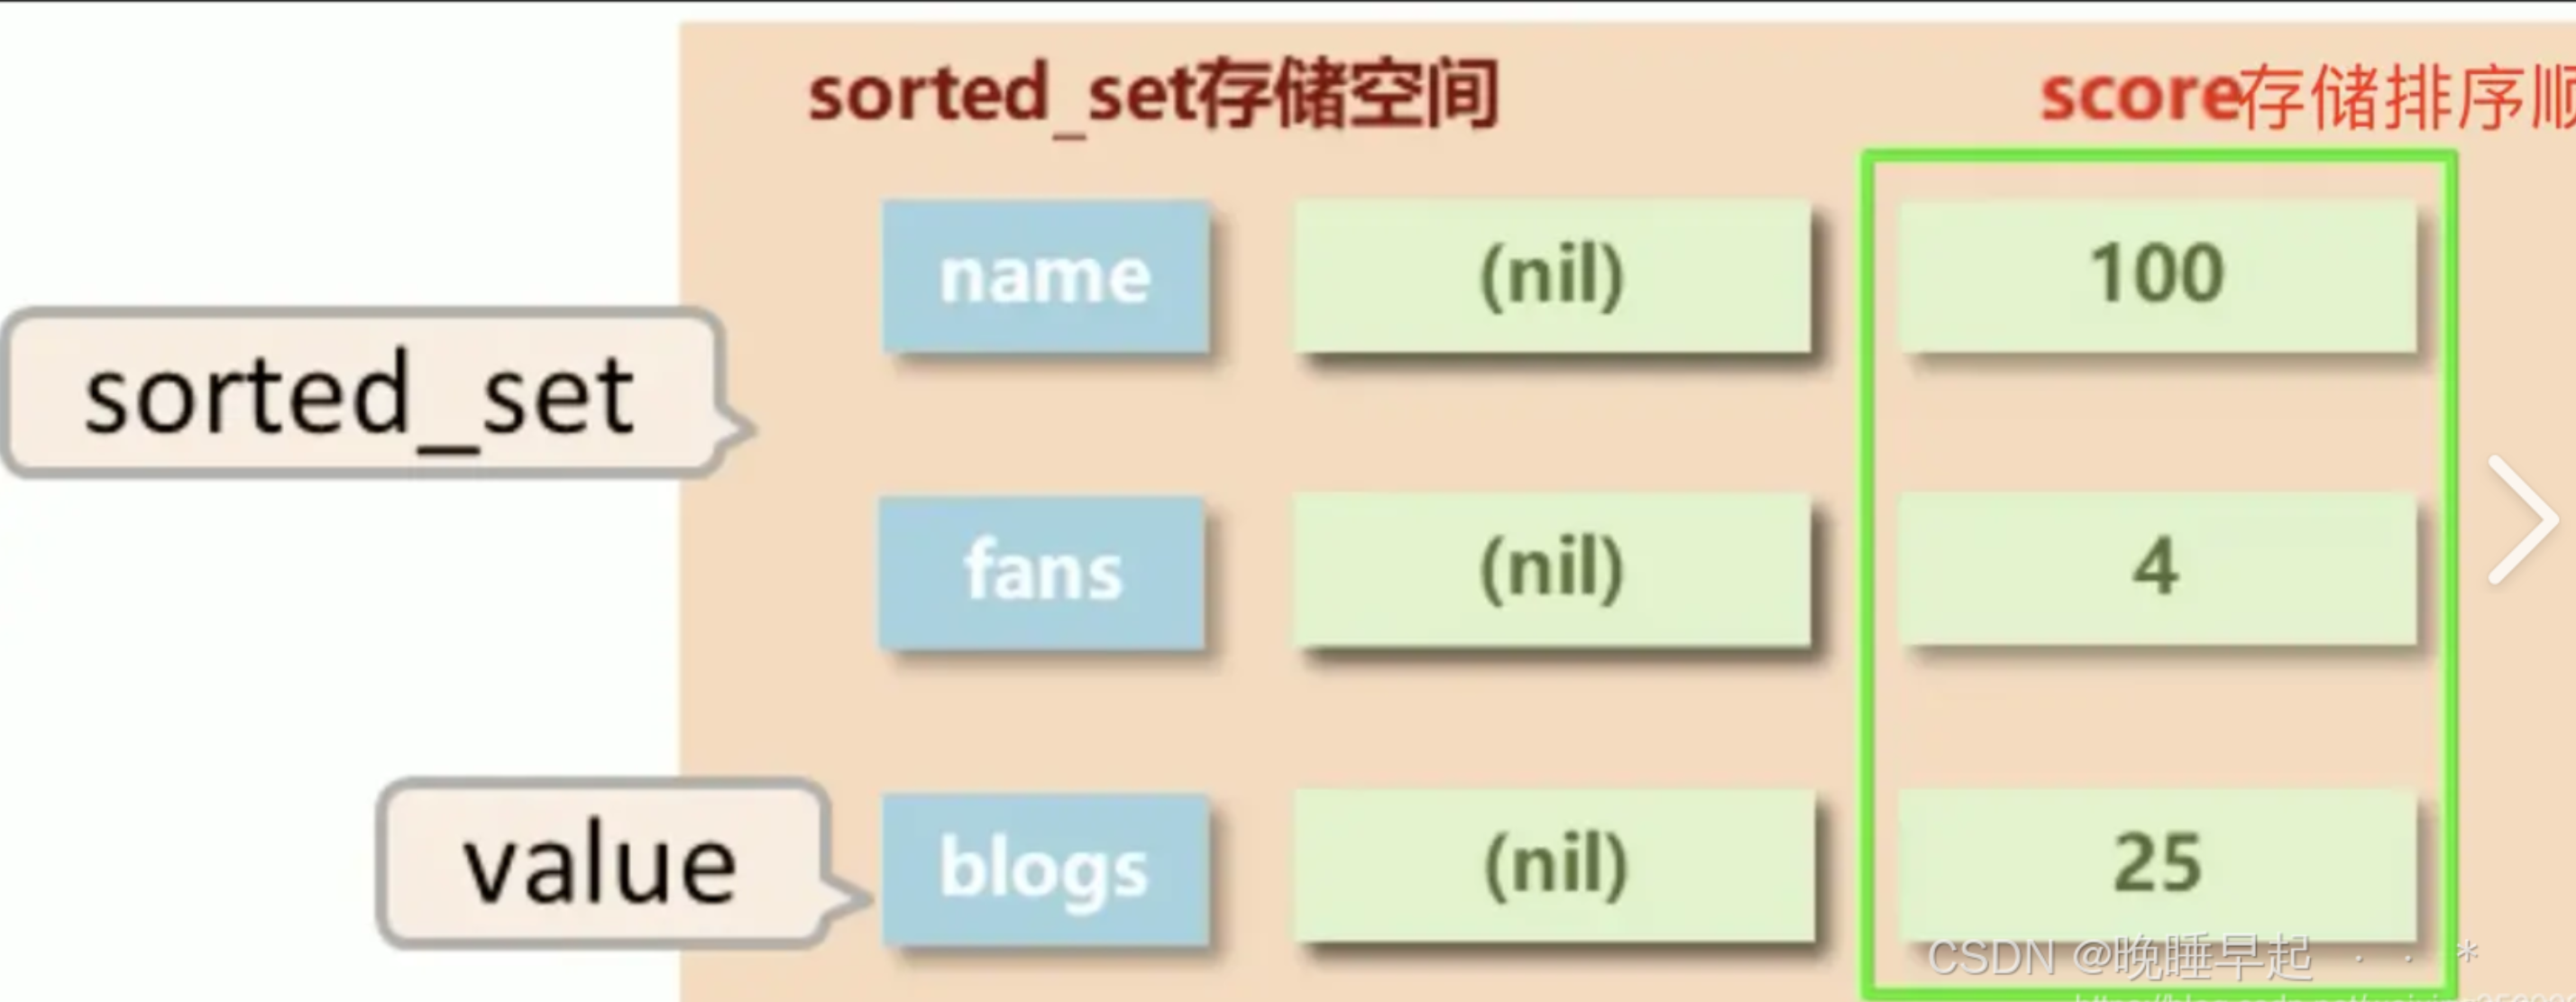 sorted_set存储空间
score存储排序顺
name (nil) 100
sorted_set
fans (nil) 4
value
blogs (nil) 25
CSDN @晚睡早起 · · *